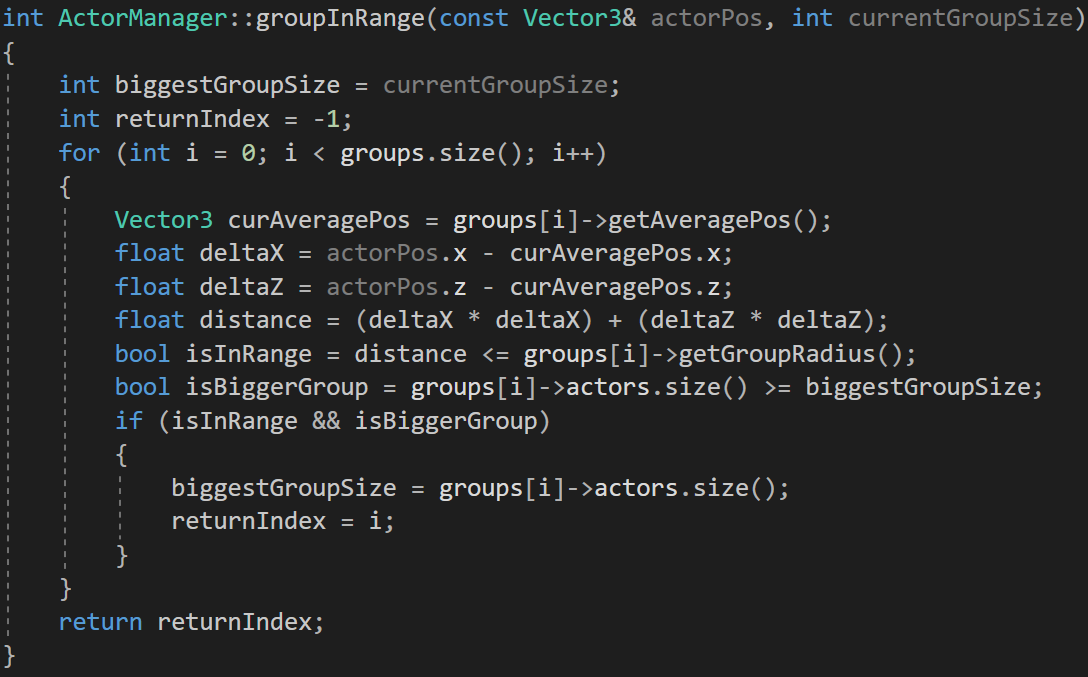 int ActorManager::groupInRange(const Vector3& actorPos, int currentGroupSize)
{
int biggestGroupSize = currentGroupSize;
int returnIndex = -1;
for (int i = 0; i < groups.size(); i++)
{
Vector3 curAveragePos = groups[i]->getAveragePos();
float deltaX = actorPos.x - curAveragePos.x;
float deltaZ = actorPos.z - curAveragePos.z;
float distance = (deltaX * deltaX) + (deltaZ * deltaZ);
bool isInRange = distance <= groups[i]->getGroupRadius();
bool isBiggerGroup = groups[i]->actors.size() >= biggestGroupSize;
if (isInRange && isBiggerGroup)
{
biggestGroupSize = groups[i]->actors.size();
returnIndex = i;
}
}
return returnIndex;
}